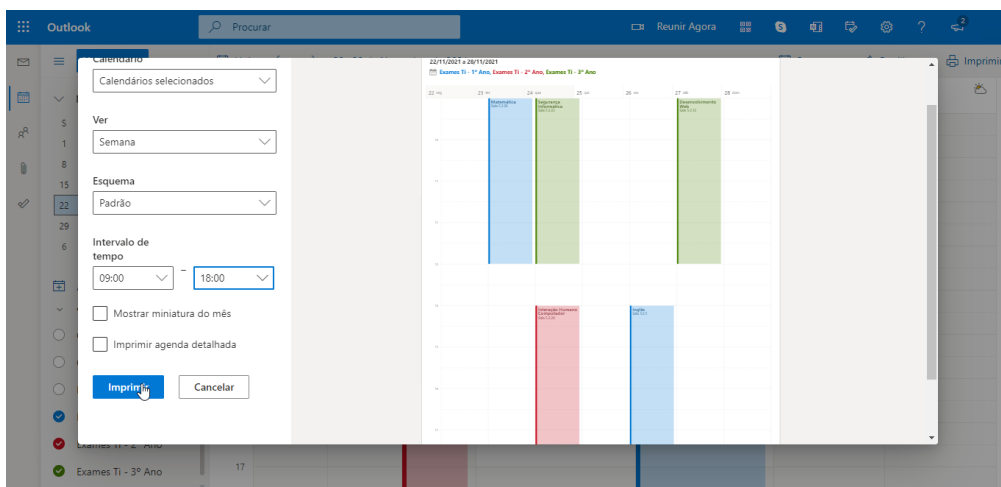 Outlook
Procurar
Reunir Agora
2
Imprimir
Calendário
Calendários selecionados
Ver
Semana
Esquema
Padrão
Intervalo de
tempo
09:00 – 18:00
Mostrar miniatura do mês
Imprimir agenda detalhada
Imprimir
Cancelar
22/11/2021 a 28/11/2021
Exames Ti - 1º Ano, Exames Ti - 2º Ano, Exames Ti - 3º Ano
22 23 24 25 26 27 28
Matemática
Segurança
Informática
Desenvolvimento
Web
Interação Humano
Computador
Inglês
S
1
8
15
22
29
6
Exames Ti - 2º Ano
Exames Ti - 3º Ano
17